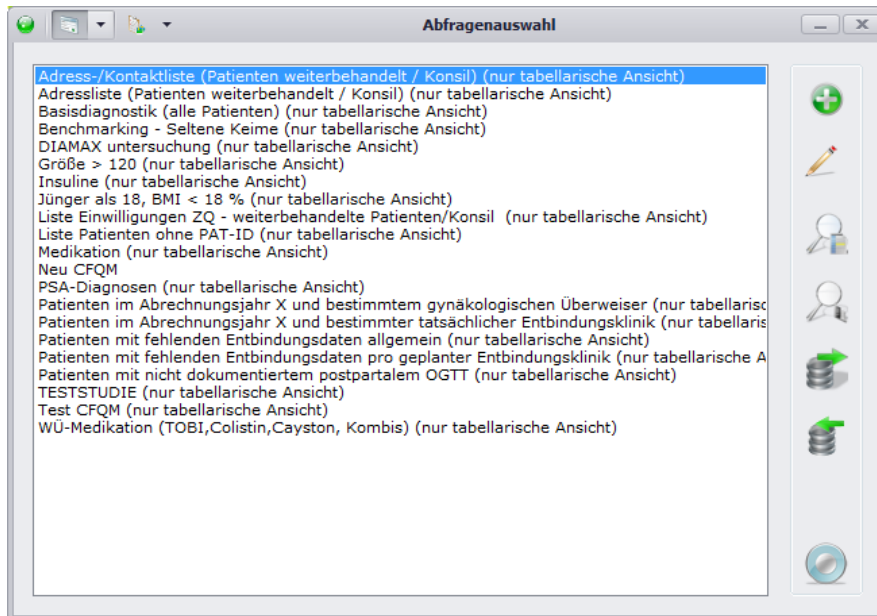 Abfragenauswahl
Adress-/Kontaktliste (Patienten weiterbehandelt / Konsil) (nur tabellarische Ansicht)
Adressliste (Patienten weiterbehandelt / Konsil) (nur tabellarische Ansicht)
Basisdiagnostik (alle Patienten) (nur tabellarische Ansicht)
Benchmarking - Seltene Keime (nur tabellarische Ansicht)
DIAMAX untersuchung (nur tabellarische Ansicht)
Größe > 120 (nur tabellarische Ansicht)
Insuline (nur tabellarische Ansicht)
Jünger als 18, BMI < 18 % (nur tabellarische Ansicht)
Liste Einwilligungen ZQ - weiterbehandelte Patienten/Konsil  (nur tabellarische Ansicht)
Liste Patienten ohne PAT-ID (nur tabellarische Ansicht)
Medikation (nur tabellarische Ansicht)
Neu CFQM
PSA-Diagnosen (nur tabellarische Ansicht)
Patienten im Abrechnungsjahr X und bestimmtem gynäkologischen Überweiser (nur tabellarisc
Patienten im Abrechnungsjahr X und bestimmter tatsächlicher Entbindungsklinik (nur tabellaris
Patienten mit fehlenden Entbindungsdaten allgemein (nur tabellarische Ansicht)
Patienten mit fehlenden Entbindungsdaten pro geplanter Entbindungsklinik (nur tabellarische A
Patienten mit nicht dokumentiertem postpartalem OGTT (nur tabellarische Ansicht)
TESTSTUDIE (nur tabellarische Ansicht)
Test CFQM (nur tabellarische Ansicht)
WÜ-Medikation (TOBI,Colistin,Cayston, Kombis) (nur tabellarische Ansicht)